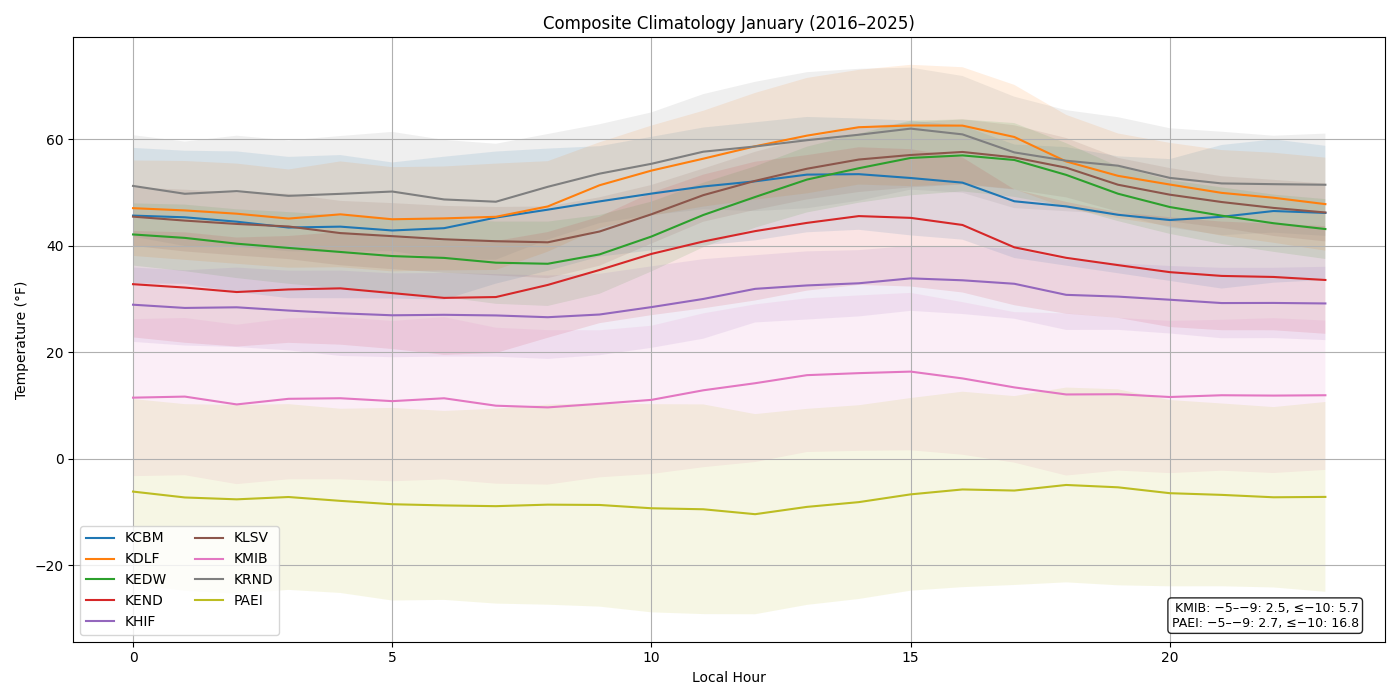 Composite Climatology January (2016–2025)
Temperature (°F)
60
40
20
0
−20
KCBM
KDLF
KEDW
KEND
KHIF
KLSV
KMIB
KRND
PAEI
KMIB: −5–−9: 2.5, ≤−10: 5.7
PAEI: −5–−9: 2.7, ≤−10: 16.8
0
5
10
15
20
Local Hour